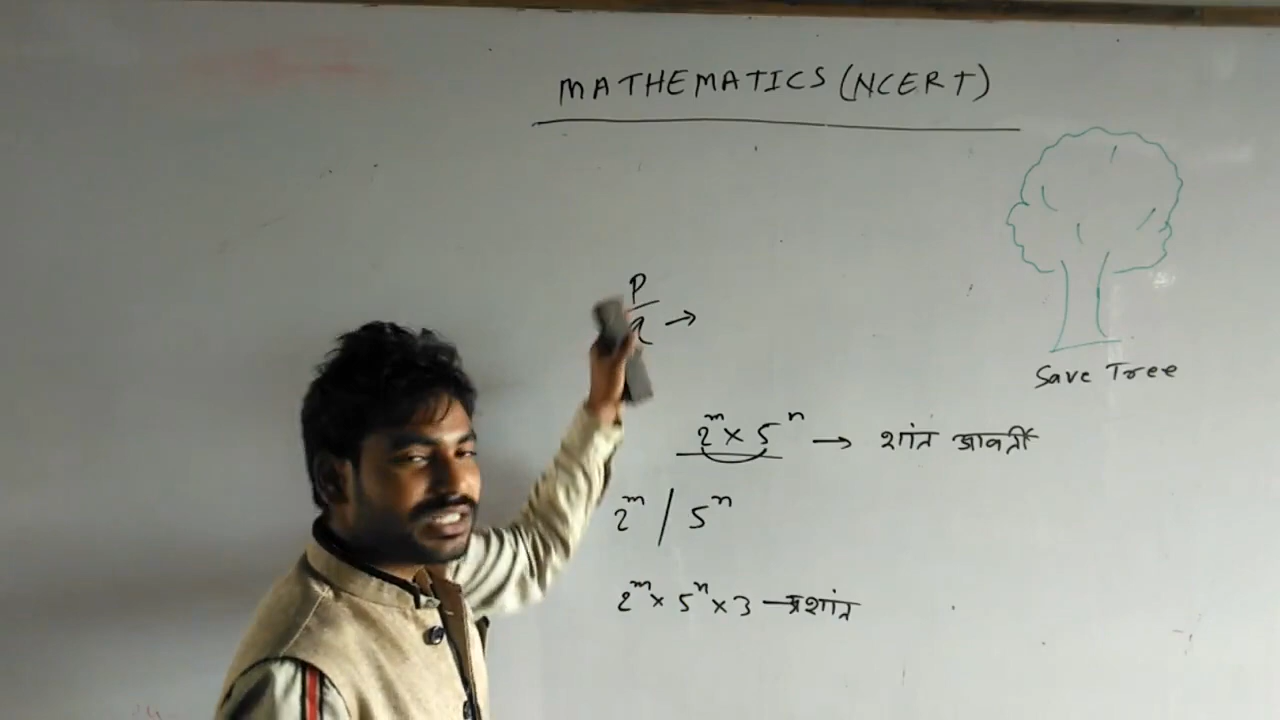 MATHEMATICS (NCERT)
P
q →
Save Tree
2^m × 5^n → शांत आवर्ती
2^m / 5^n
2^m × 5^n × 3 → अशांत